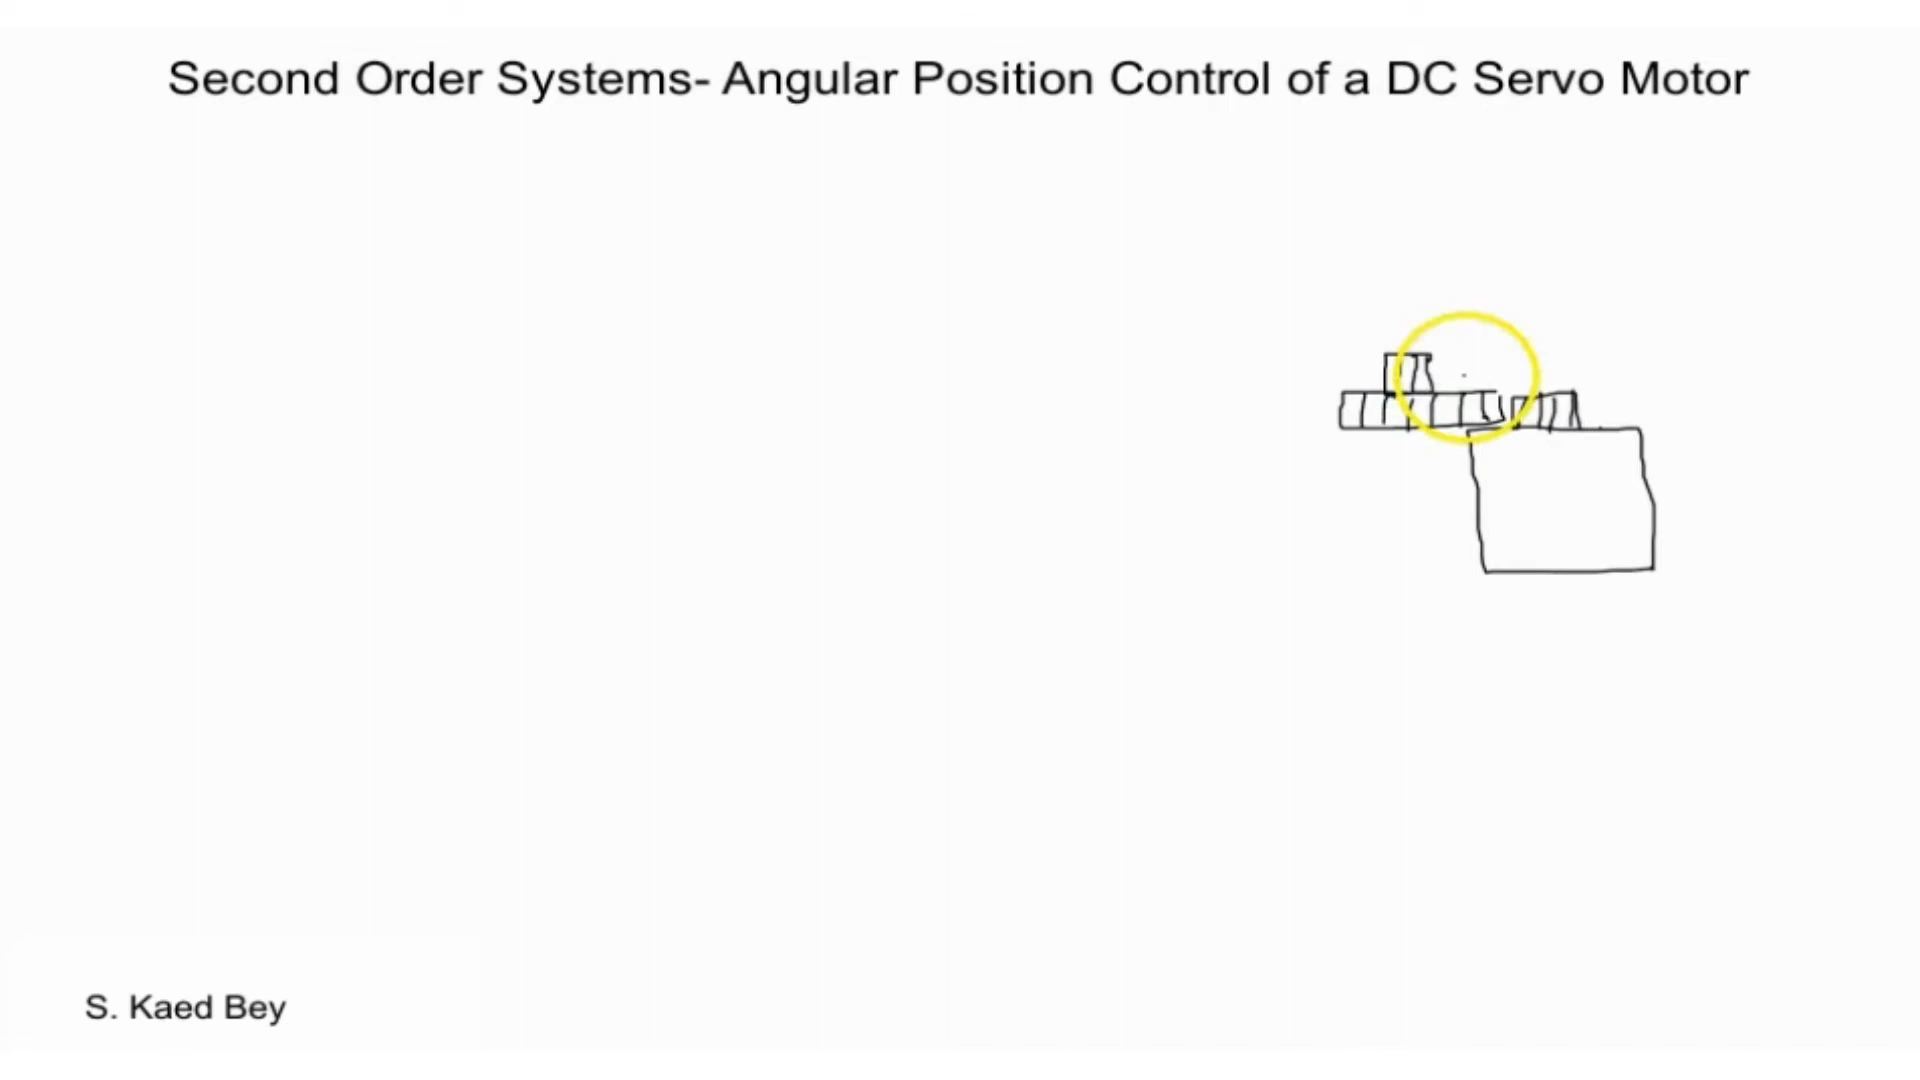 Second Order Systems- Angular Position Control of a DC Servo Motor
S. Kaed Bey